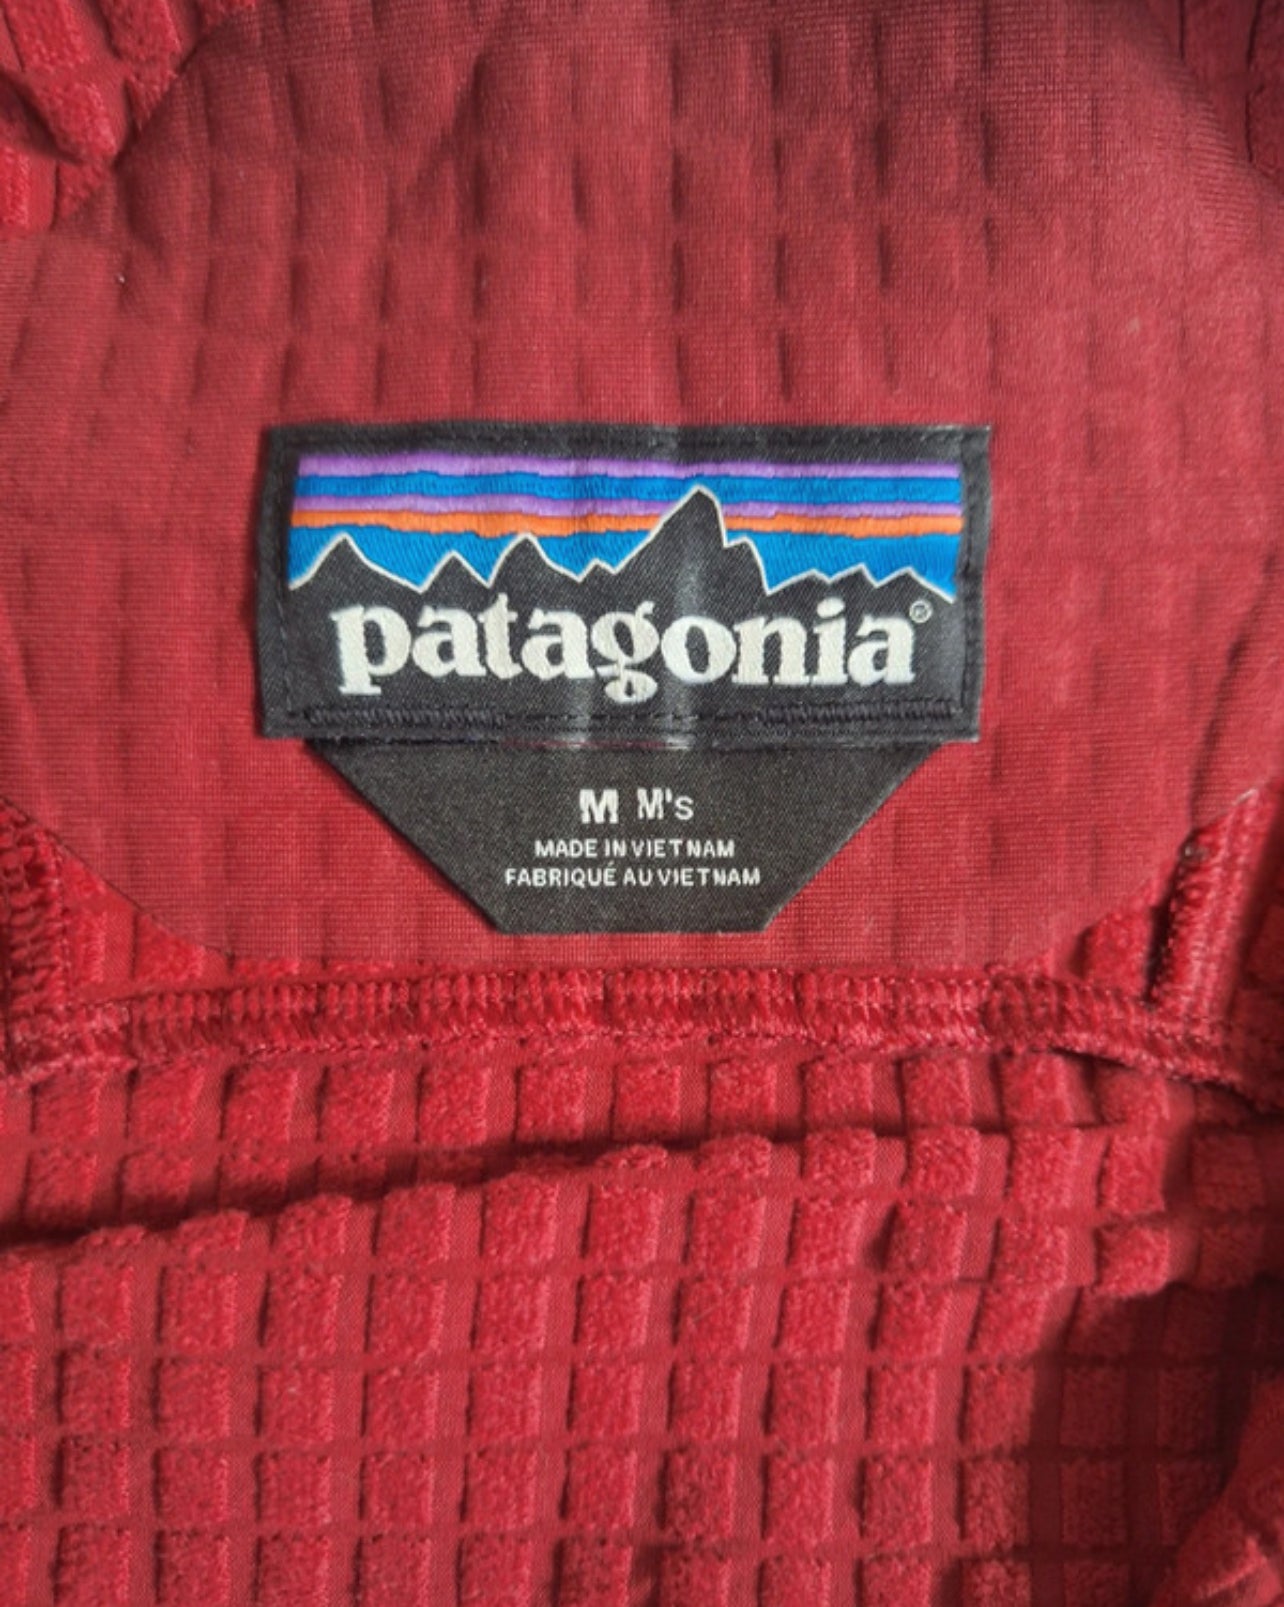 patagonia®
M M's
MADE IN VIETNAM
FABRIQUÉ AU VIETNAM